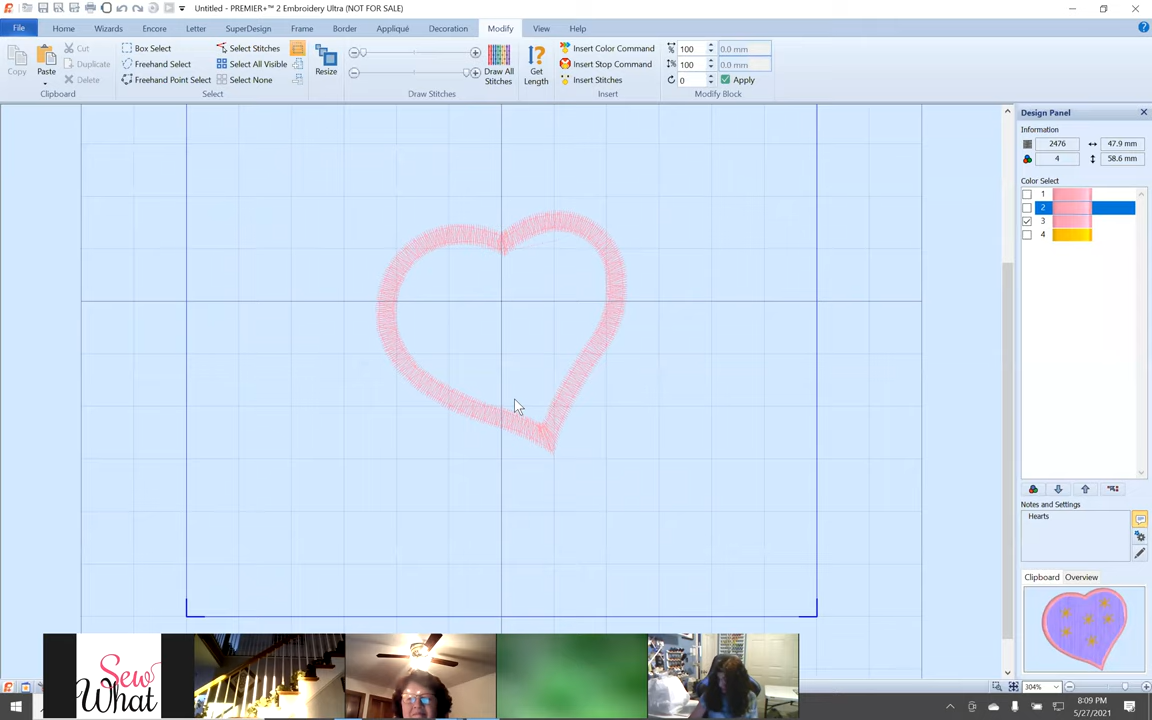 Untitled - PREMIER+™ 2 Embroidery Ultra (NOT FOR SALE)
File Home Wizards Encore Letter SuperDesign Frame Border Appliqué Decoration Modify View Help
Copy
Paste
Cut
Duplicate
Delete
Clipboard
Box Select
Freehand Select
Freehand Point Select
Select Stitches
Select All Visible
Select None
Select
Resize
Draw All Stitches
Draw Stitches
Get Length
Insert Color Command
Insert Stop Command
Insert Stitches
Insert
100 0.0 mm
100 0.0 mm
0 Apply
Modify Block
Design Panel
Information
2476 47.9 mm
4 58.6 mm
Color Select
1
2
3
4
Notes and Settings
Hearts
Clipboard Overview
Sew
What
304%
8:09 PM
5/27/2021